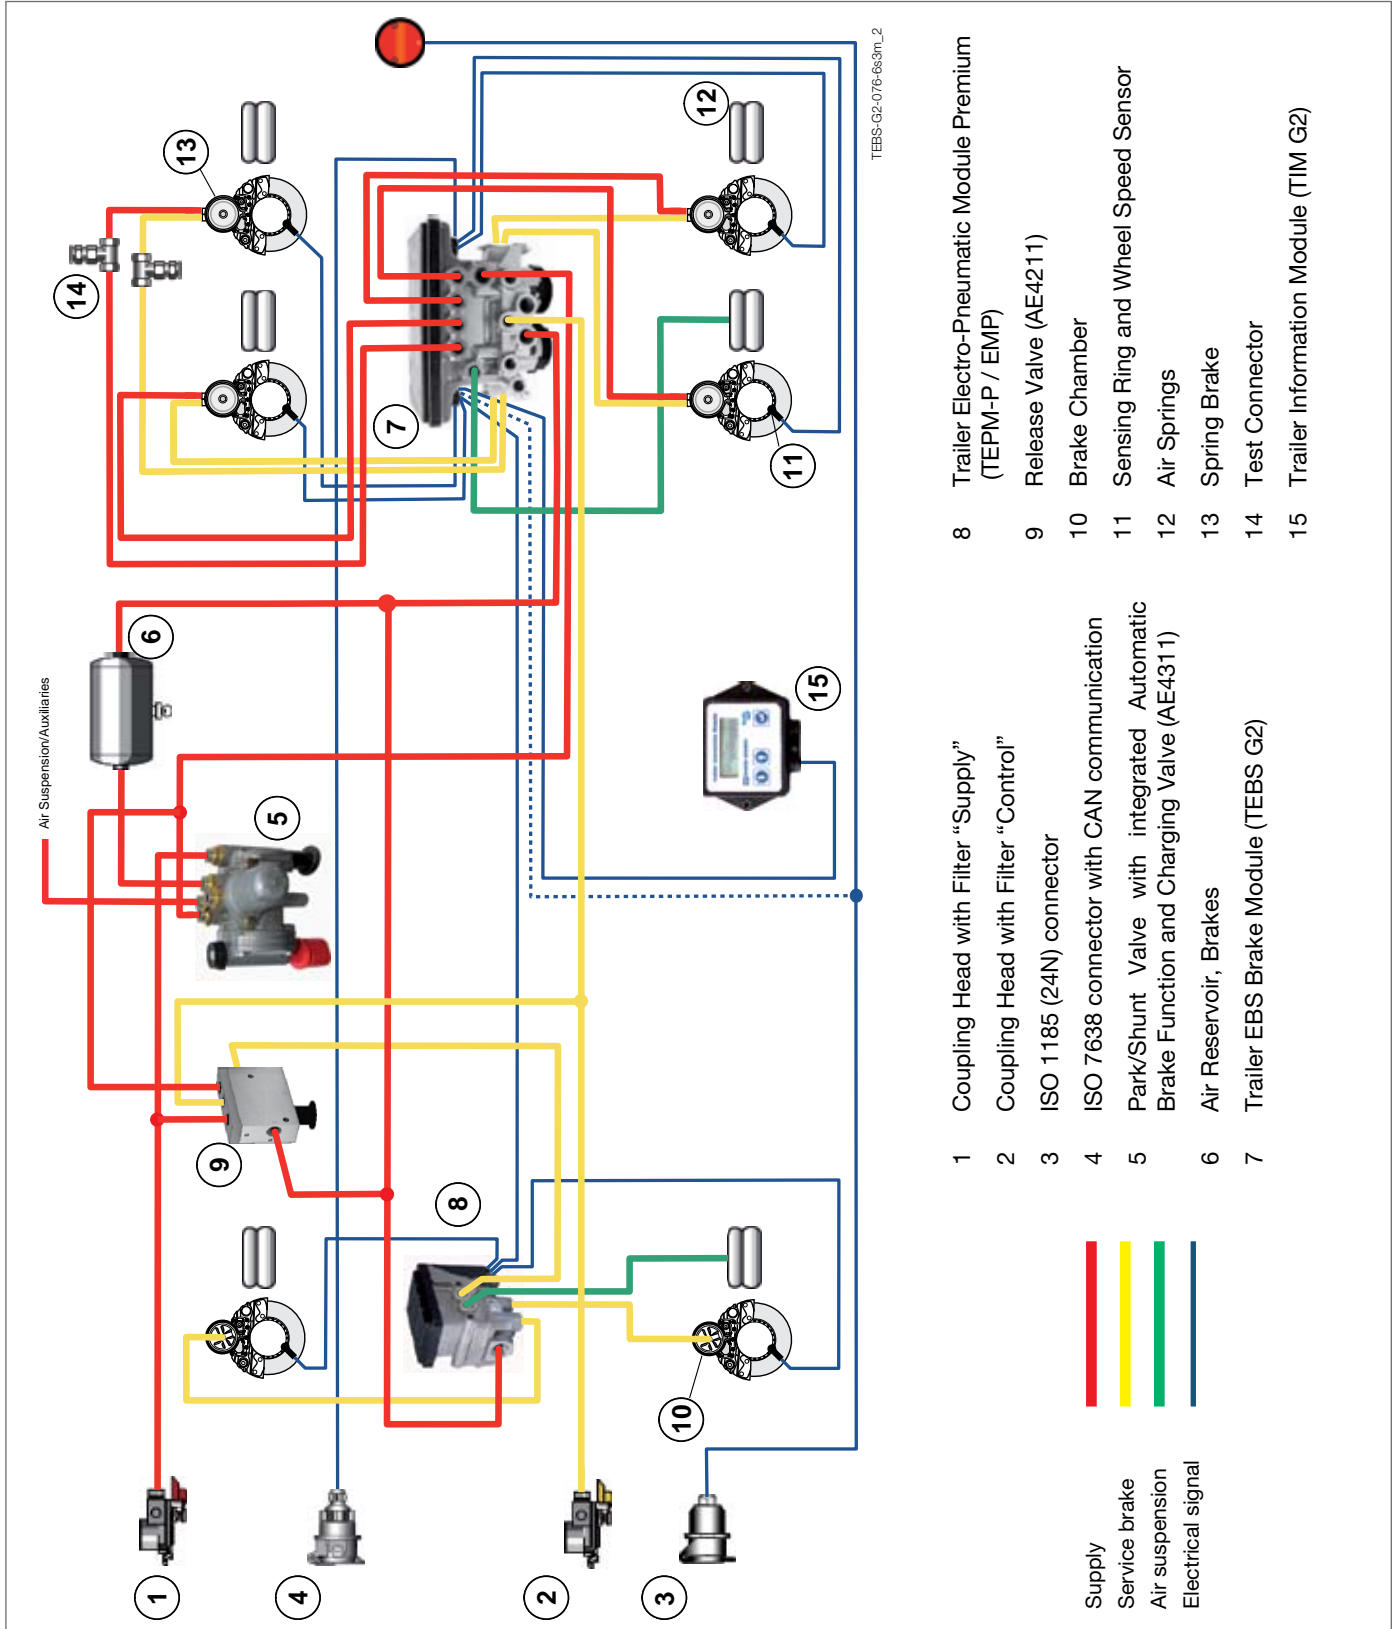 Air Suspension/Auxiliaries
TEBS-G2-076-6s3m_2
1
4
2
3
9
8
10
5
6
15
14
13
7
11
12
Supply
Service brake
Air suspension
Electrical signal
1 Coupling Head with Filter “Supply”
2 Coupling Head with Filter “Control”
3 ISO 1185 (24N) connector
4 ISO 7638 connector with CAN communication
5 Park/Shunt Valve with integrated Automatic
Brake Function and Charging Valve (AE4311)
6 Air Reservoir, Brakes
7 Trailer EBS Brake Module (TEBS G2)
8 Trailer Electro-Pneumatic Module Premium
(TEPM-P / EMP)
9 Release Valve (AE4211)
10 Brake Chamber
11 Sensing Ring and Wheel Speed Sensor
12 Air Springs
13 Spring Brake
14 Test Connector
15 Trailer Information Module (TIM G2)